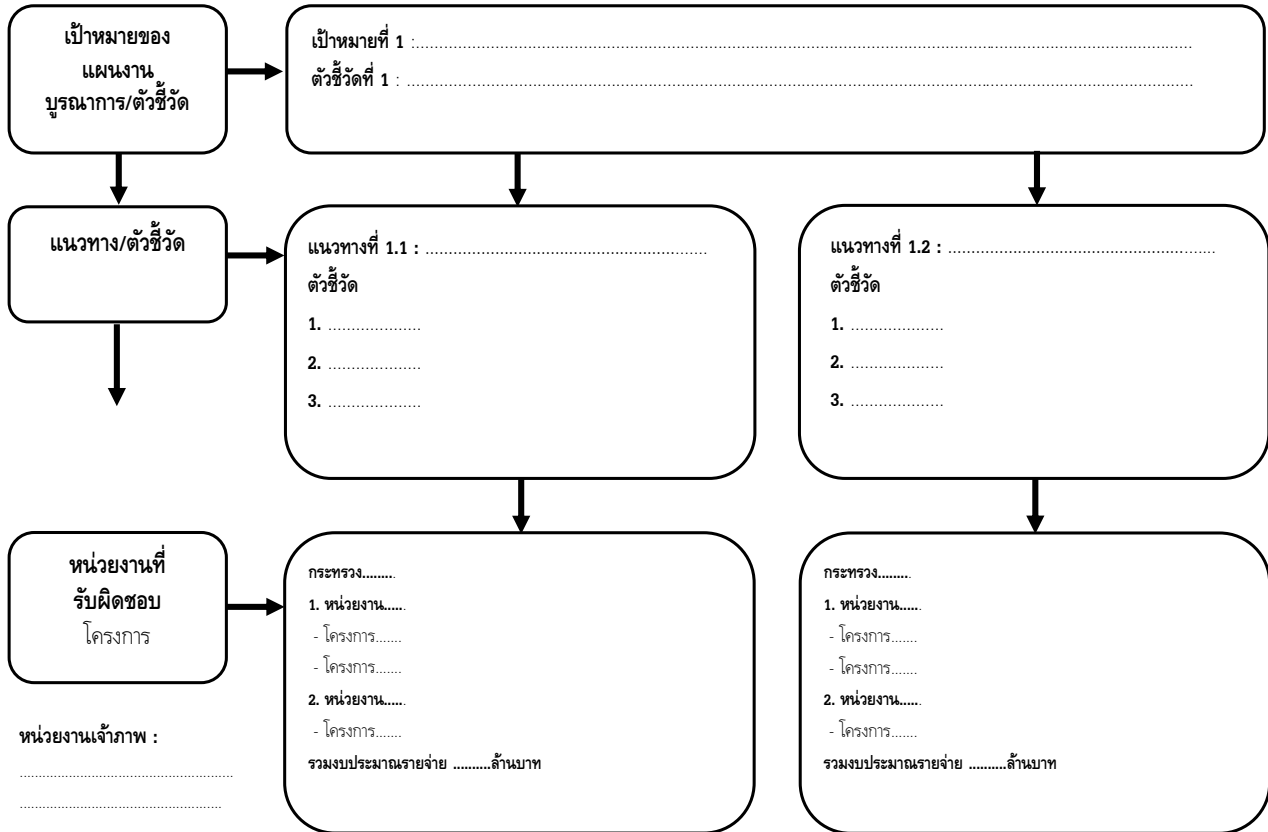 เป้าหมายของ
แผนงาน
บูรณาการ/ตัวชี้วัด
เป้าหมายที่ 1 :......................................................................................................................................................
ตัวชี้วัดที่ 1 : ......................................................................................................................................................
แนวทาง/ตัวชี้วัด
แนวทางที่ 1.1 : ............................................................
ตัวชี้วัด
1. ....................
2. ....................
3. ....................
แนวทางที่ 1.2 : .........................................................
ตัวชี้วัด
1. ....................
2. ....................
3. ....................
หน่วยงานที่
รับผิดชอบ
โครงการ
กระทรวง.........
1. หน่วยงาน......
- โครงการ.......
- โครงการ.......
2. หน่วยงาน......
- โครงการ.......
รวมงบประมาณรายจ่าย ..........ล้านบาท
กระทรวง.........
1. หน่วยงาน......
- โครงการ.......
- โครงการ.......
2. หน่วยงาน......
- โครงการ.......
รวมงบประมาณรายจ่าย ..........ล้านบาท
หน่วยงานเจ้าภาพ :
......................................................
...................................................